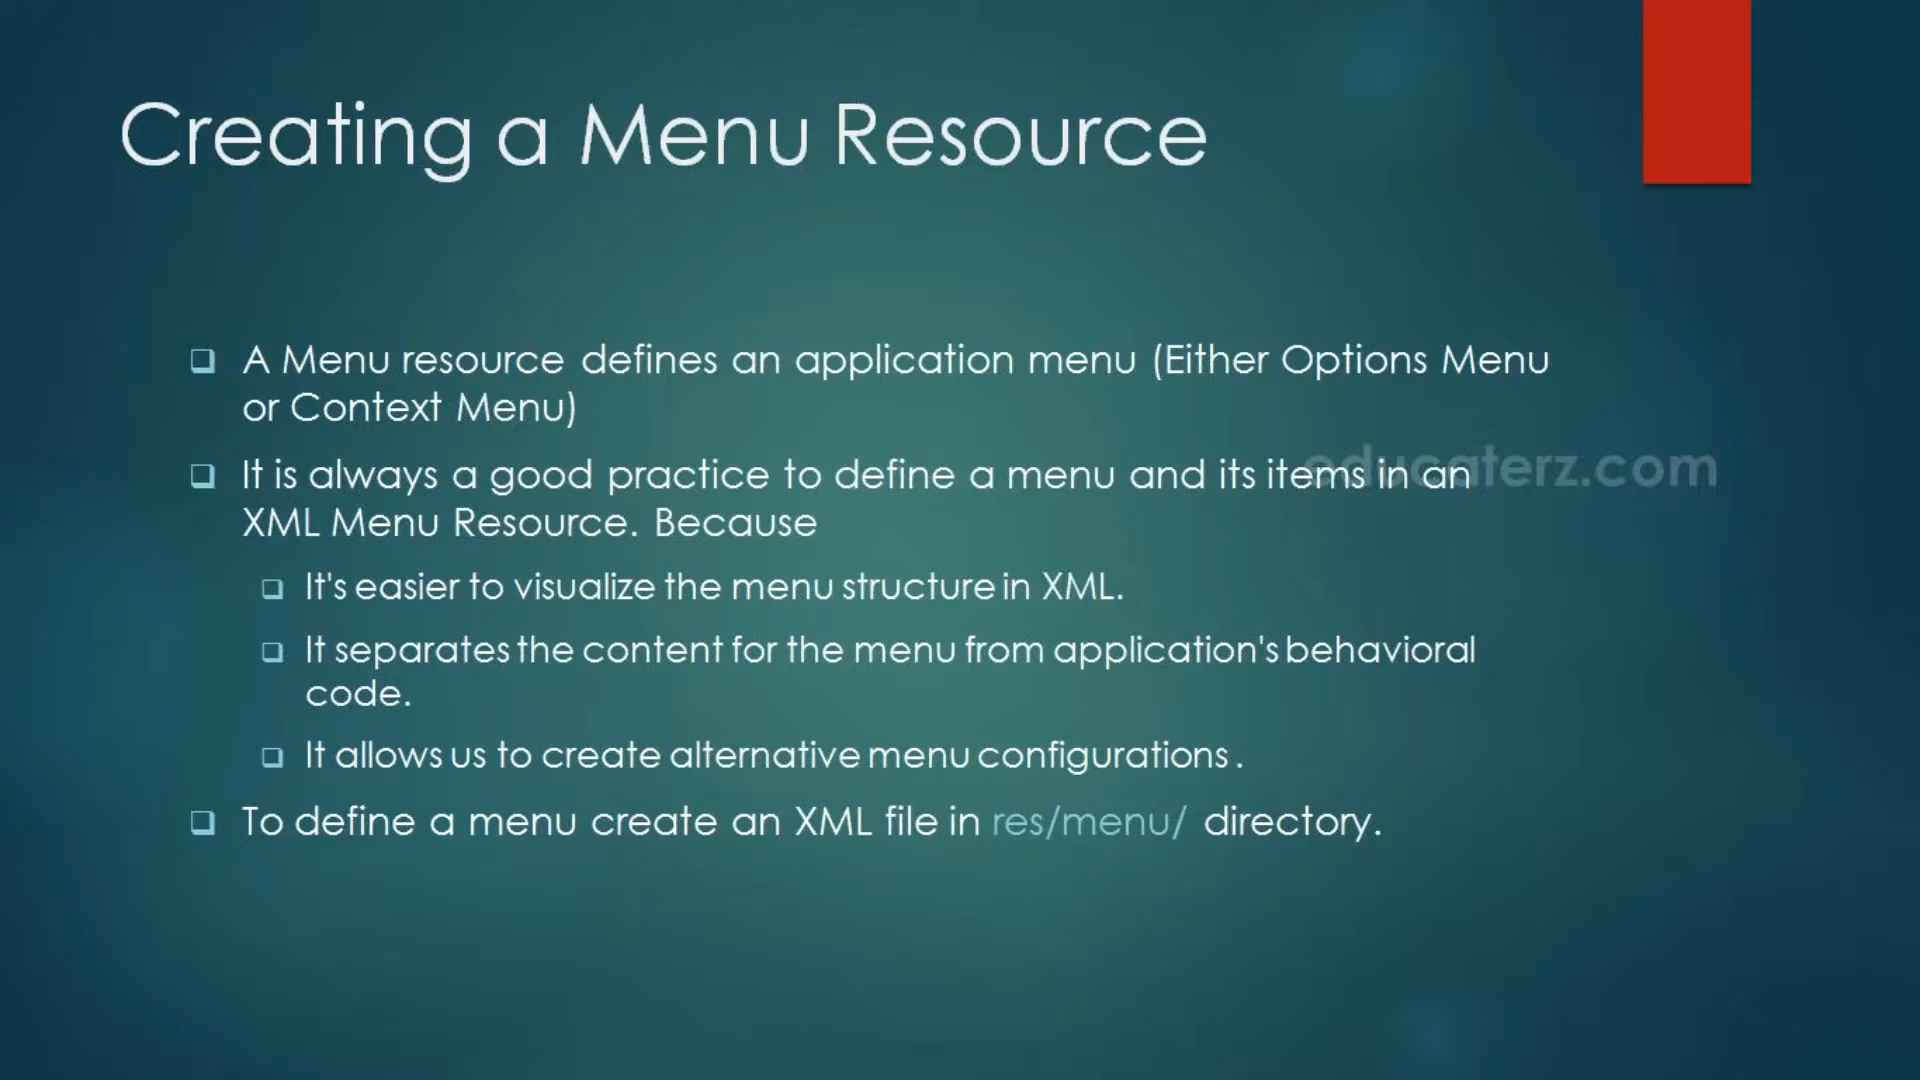 Creating a Menu Resource
A Menu resource defines an application menu (Either Options Menu
or Context Menu)
It is always a good practice to define a menu and its items in an
XML Menu Resource. Because
It's easier to visualize the menu structure in XML.
It separates the content for the menu from application's behavioral
code.
It allows us to create alternative menu configurations .
To define a menu create an XML file in res/menu/ directory.
educaterz.com